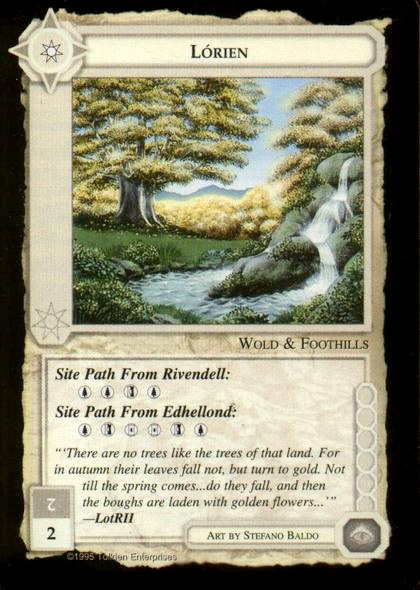 LÓRIEN
WOLD & FOOTHILLS
Site Path From Rivendell:
Site Path From Edhellond:
“‘There are no trees like the trees of that land. For
in autumn their leaves fall not, but turn to gold. Not
till the spring comes...do they fall, and then
the boughs are laden with golden flowers...’”
—LotRII
2
2
ART BY STEFANO BALDO
©1995 Tolkien Enterprises